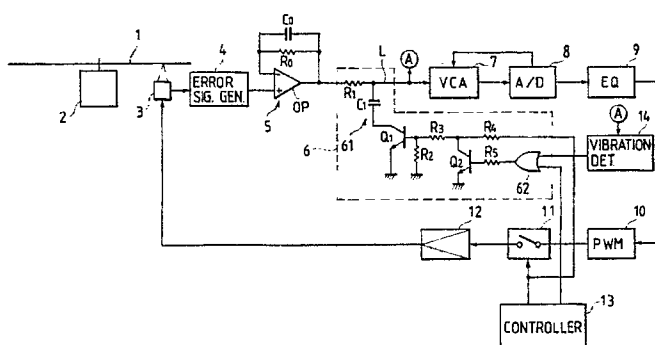 1
2
3
4
ERROR
SIG. GEN.
C0
R0
OP
5
R1
C1
L
A
7
VCA
8
A/D
9
EQ
6
61
Q1
R2
R3
Q2
R4
R5
62
A
14
VIBRATION
DET.
12
11
10
PWM
13
CONTROLLER